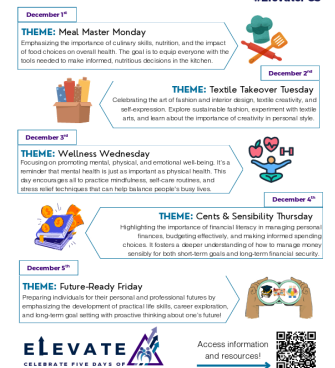 December 1st
THEME: Meal Master Monday
Emphasizing the importance of culinary skills, nutrition, and the impact
of food choices on overall health. The goal is to equip everyone with the
tools needed to make informed, nutritious decisions in the kitchen.
December 2nd
THEME: Textile Takeover Tuesday
Celebrating the art of fashion and interior design, textile creativity, and
self-expression. Explore sustainable fashion, experiment with textile
arts, and learn about the importance of creativity in personal style.
December 3rd
THEME: Wellness Wednesday
Focusing on promoting mental, physical, and emotional well-being. It's a
reminder that mental health is just as important as physical health. This
day encourages all to practice mindfulness, self-care routines, and
stress relief techniques that can help balance people's busy lives.
December 4th
THEME: Cents & Sensibility Thursday
Highlighting the importance of financial literacy in managing personal
finances, budgeting effectively, and making informed spending
choices. It fosters a deeper understanding of how to manage money
sensibly for both short-term goals and long-term financial security.
December 5th
THEME: Future-Ready Friday
Preparing individuals for their personal and professional futures by
emphasizing the development of practical life skills, career exploration,
and long-term goal setting with proactive thinking about one's future!
ELEVATE
CELEBRATE FIVE DAYS OF
Access information
and resources!